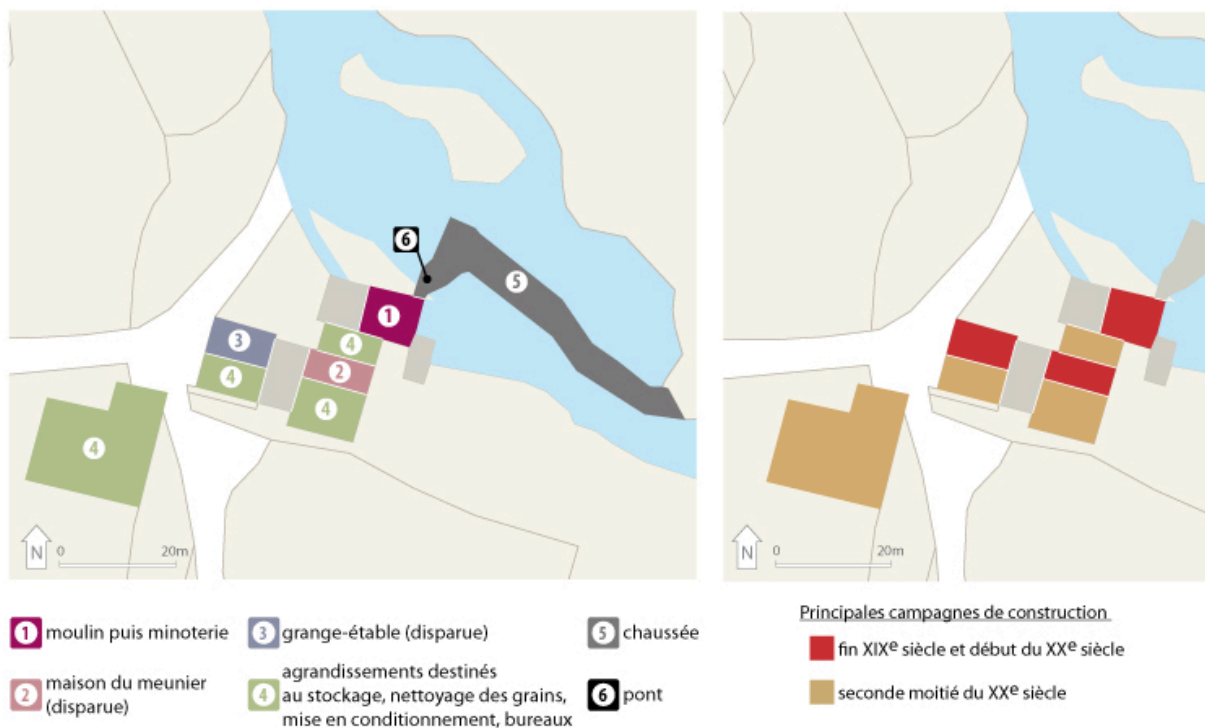 6
5
1
3
4
2
4
4
4
N
0 20m
N
0 20m
1 moulin puis minoterie
2 maison du meunier
(disparue)
3 grange-étable (disparue)
4 agrandissements destinés
au stockage, nettoyage des grains,
mise en conditionnement, bureaux
5 chaussée
6 pont
Principales campagnes de construction
fin XIXe siècle et début du XXe siècle
seconde moitié du XXe siècle